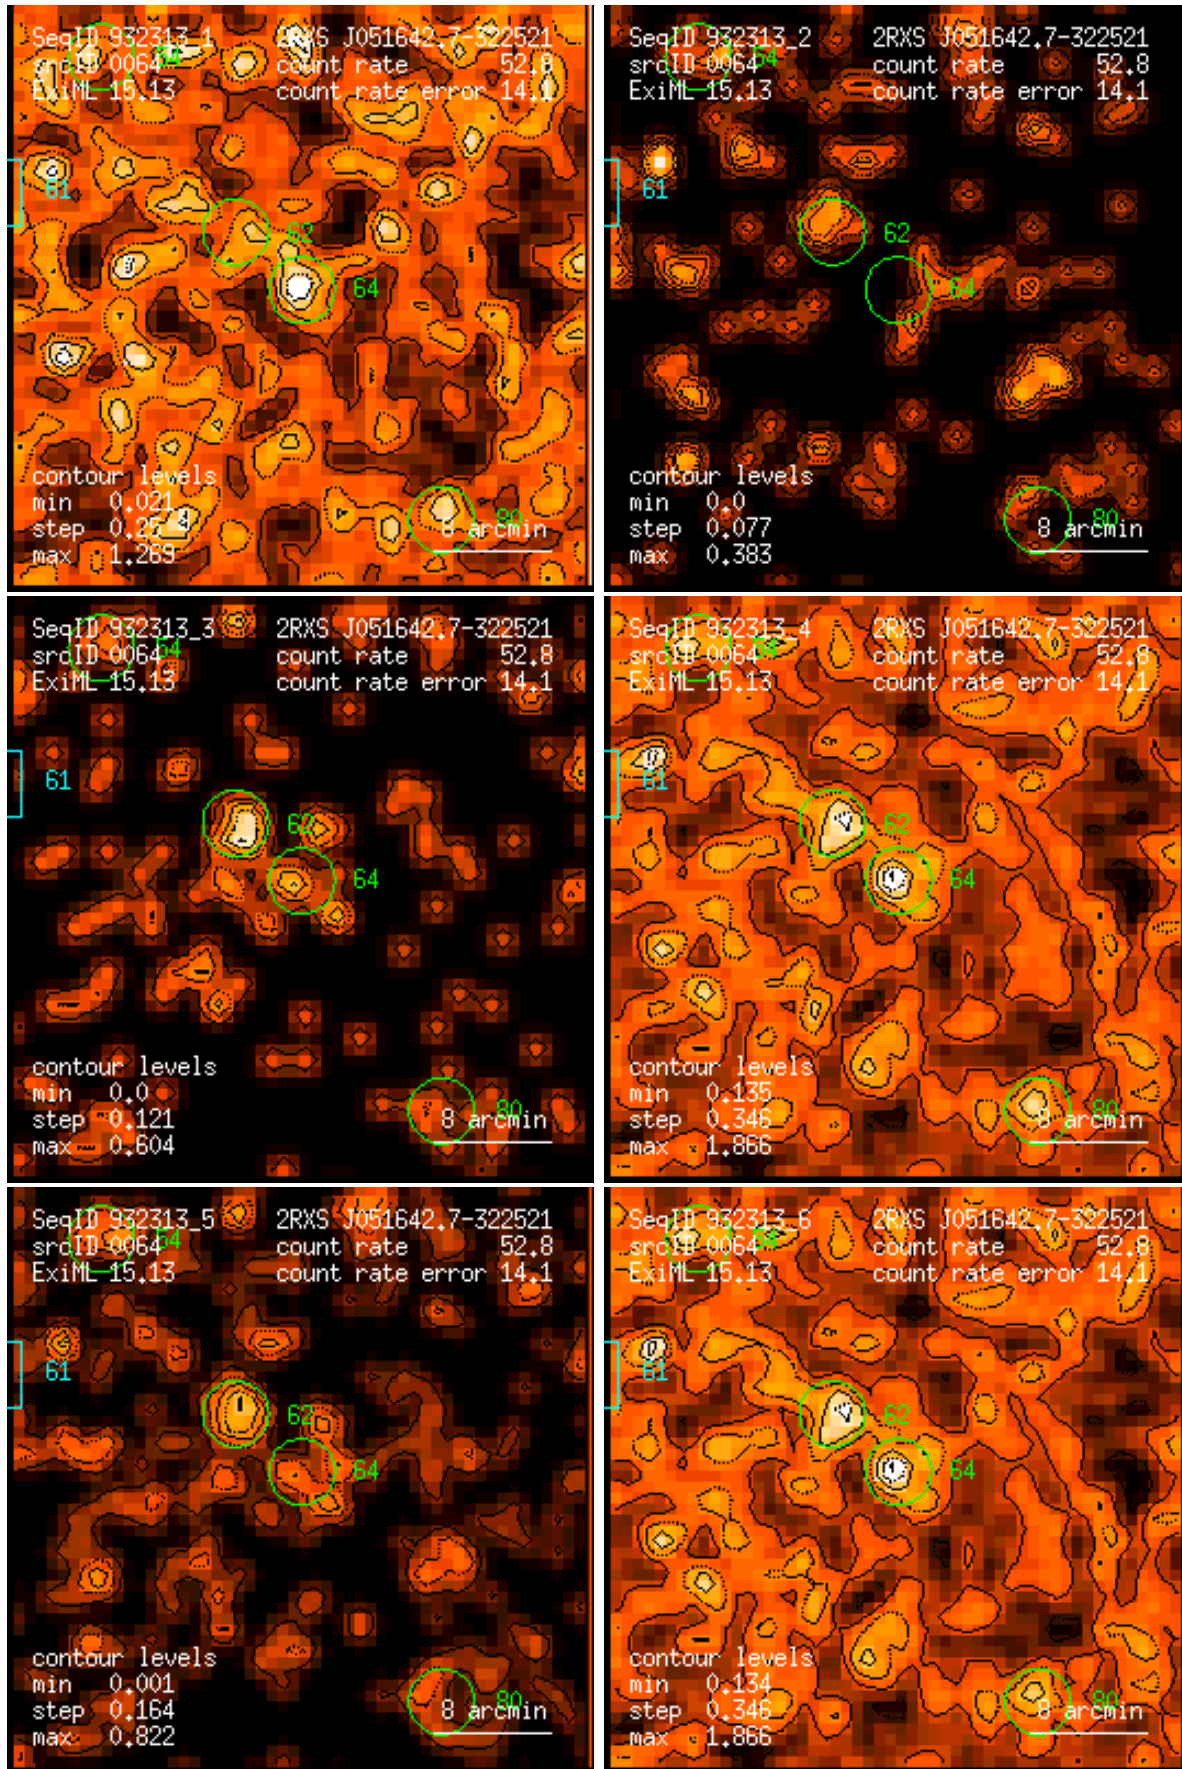 SeqID 932313_1 2RXS J051642.7-322521
srcID 0064 54 count rate 52.8
ExiML 15.13 count rate error 14.1
61
62
64
contour levels
min 0.021
step 0.25
max 1.269
80
8 arcmin
SeqID 932313_2 2RXS J051642.7-322521
srcID 0064 54 count rate 52.8
ExiML 15.13 count rate error 14.1
61
62
64
contour levels
min 0.0
step 0.077
max 0.383
80
8 arcmin
SeqID 932313_3 2RXS J051642.7-322521
srcID 0064 54 count rate 52.8
ExiML 15.13 count rate error 14.1
61
62
64
contour levels
min 0.0
step 0.121
max 0.604
80
8 arcmin
SeqID 932313_4 2RXS J051642.7-322521
srcID 0064 54 count rate 52.8
ExiML 15.13 count rate error 14.1
61
62
64
contour levels
min 0.135
step 0.346
max 1.866
80
8 arcmin
SeqID 932313_5 2RXS J051642.7-322521
srcID 0064 54 count rate 52.8
ExiML 15.13 count rate error 14.1
61
62
64
contour levels
min 0.001
step 0.164
max 0.822
80
8 arcmin
SeqID 932313_6 2RXS J051642.7-322521
srcID 0064 54 count rate 52.8
ExiML 15.13 count rate error 14.1
61
62
64
contour levels
min 0.134
step 0.346
max 1.866
80
8 arcmin